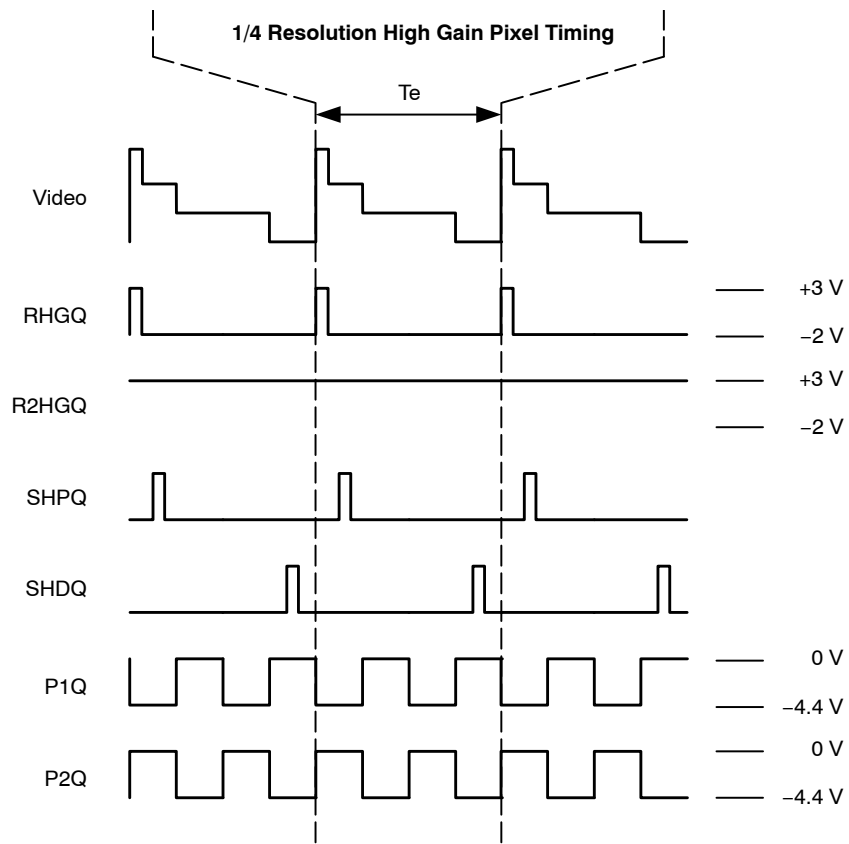 1/4 Resolution High Gain Pixel Timing
Te
Video
RHGQ
+3 V
−2 V
R2HGQ
+3 V
−2 V
SHPQ
SHDQ
P1Q
0 V
−4.4 V
P2Q
0 V
−4.4 V